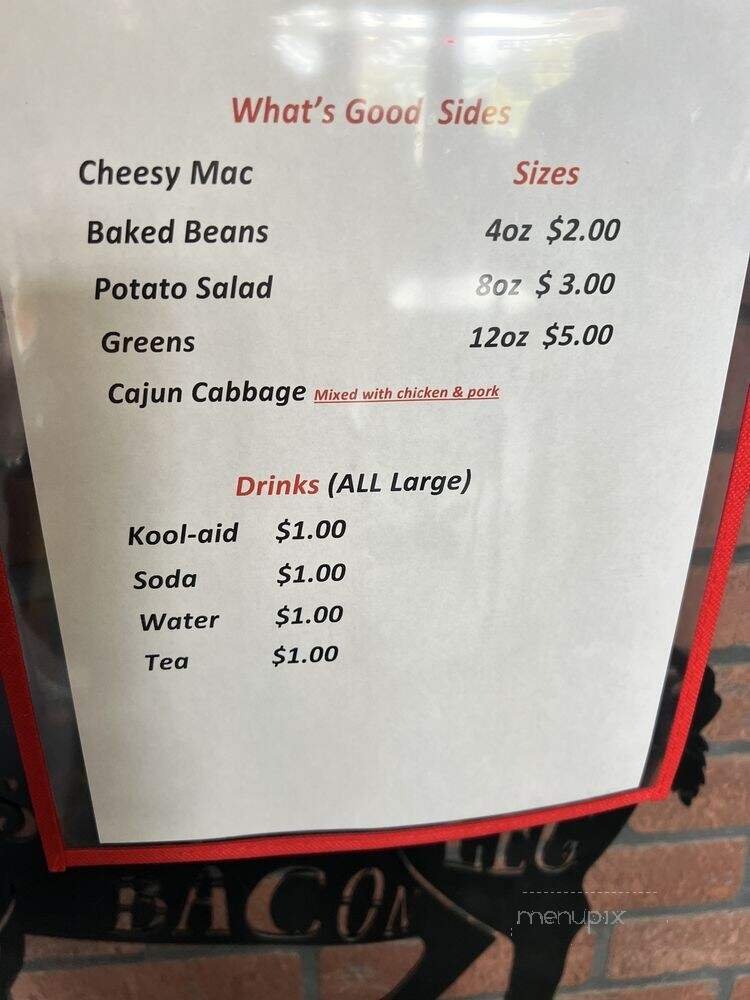 What's Good Sides
Cheesy Mac Sizes
Baked Beans 4oz $2.00
Potato Salad 8oz $ 3.00
Greens 12oz $5.00
Cajun Cabbage Mixed with chicken & pork
Drinks (ALL Large)
Kool-aid $1.00
Soda $1.00
Water $1.00
Tea $1.00
LLC
BACON
menupix